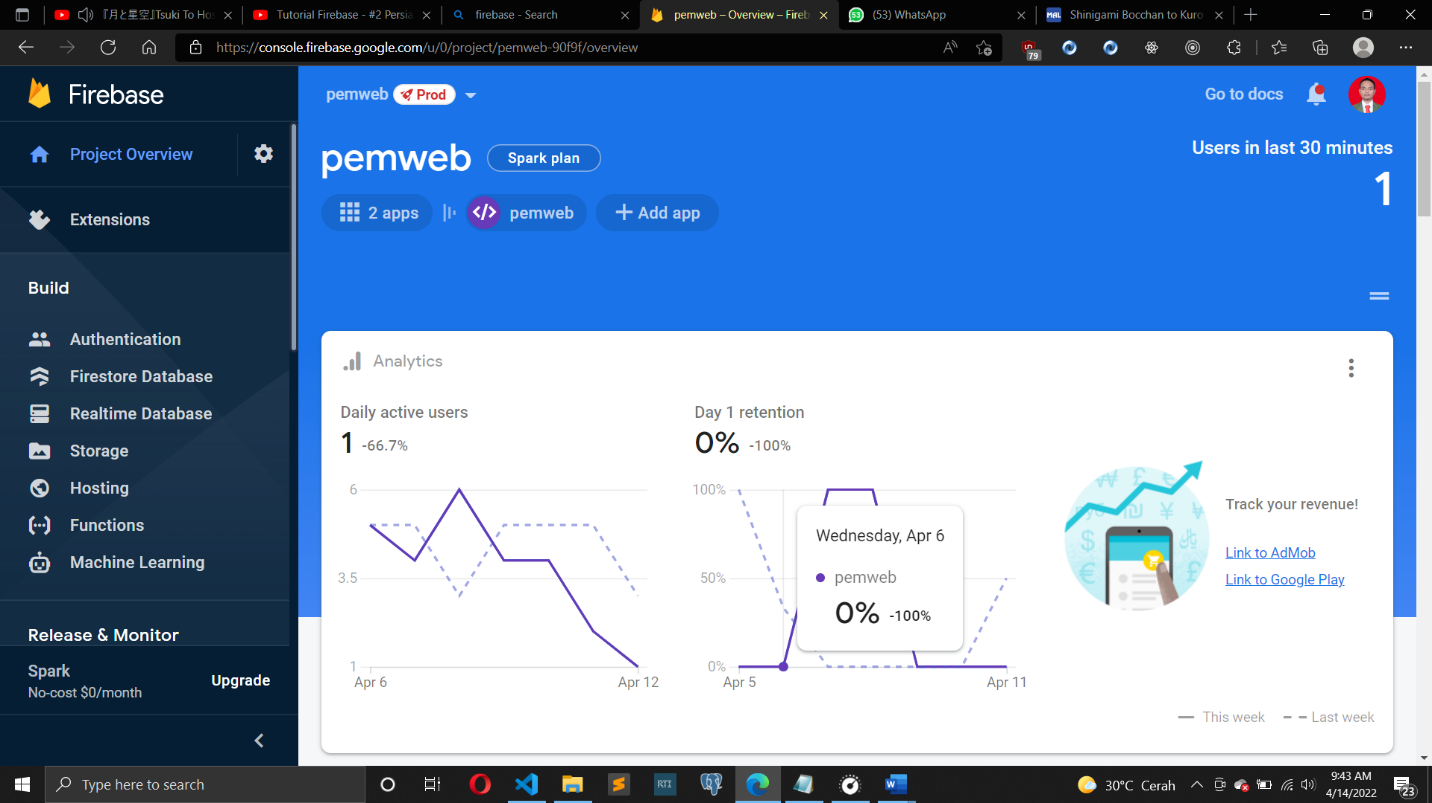 『月と星空』Tsuki To Hos
Tutorial Firebase - #2 Persia
firebase - Search
pemweb – Overview – Fireb
(53) WhatsApp
Shinigami Bocchan to Kuro
https://console.firebase.google.com/u/0/project/pemweb-90f9f/overview
79
Firebase
Project Overview
Extensions
Build
Authentication
Firestore Database
Realtime Database
Storage
Hosting
Functions
Machine Learning
Release & Monitor
Spark
No-cost $0/month
Upgrade
pemweb Prod
Go to docs
pemweb Spark plan
2 apps pemweb Add app
Users in last 30 minutes
1
Analytics
Daily active users
1 -66.7%
6
3.5
1
Apr 6 Apr 12
Day 1 retention
0% -100%
100%
50%
0%
Apr 5 Apr 11
Wednesday, Apr 6
pemweb
0% -100%
Track your revenue!
Link to AdMob
Link to Google Play
This week Last week
Type here to search
RTI
30°C Cerah
9:43 AM
4/14/2022
23